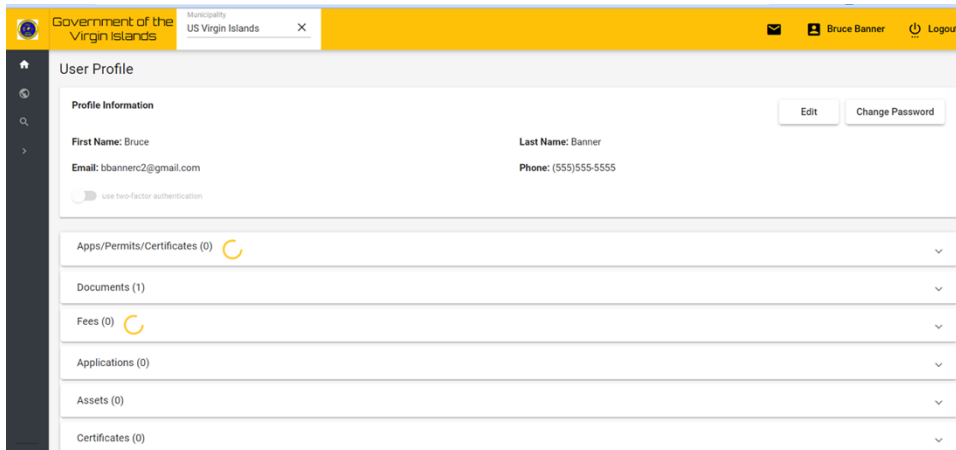 Government of the
Virgin Islands
Municipality
US Virgin Islands
Bruce Banner
Logout
User Profile
Profile Information
Edit
Change Password
First Name: Bruce
Last Name: Banner
Email: bbannerc2@gmail.com
Phone: (555)555-5555
use two-factor authentication
Apps/Permits/Certificates (0)
Documents (1)
Fees (0)
Applications (0)
Assets (0)
Certificates (0)